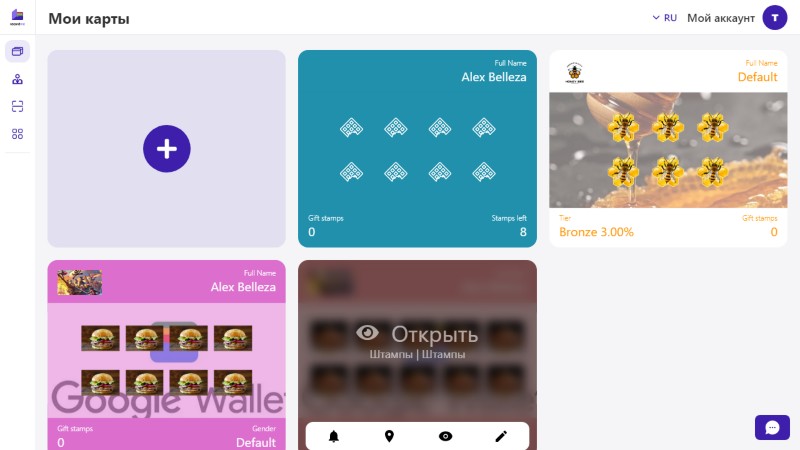 Мои карты
RU
Мой аккаунт
T
Full Name
Alex Belleza
Gift stamps
Stamps left
0
8
Full Name
Default
Tier
Gift stamps
Bronze 3.00%
0
Full Name
Alex Belleza
Google Wallet
Gift stamps
Gender
0
Default
Открыть
Штампы | Штампы